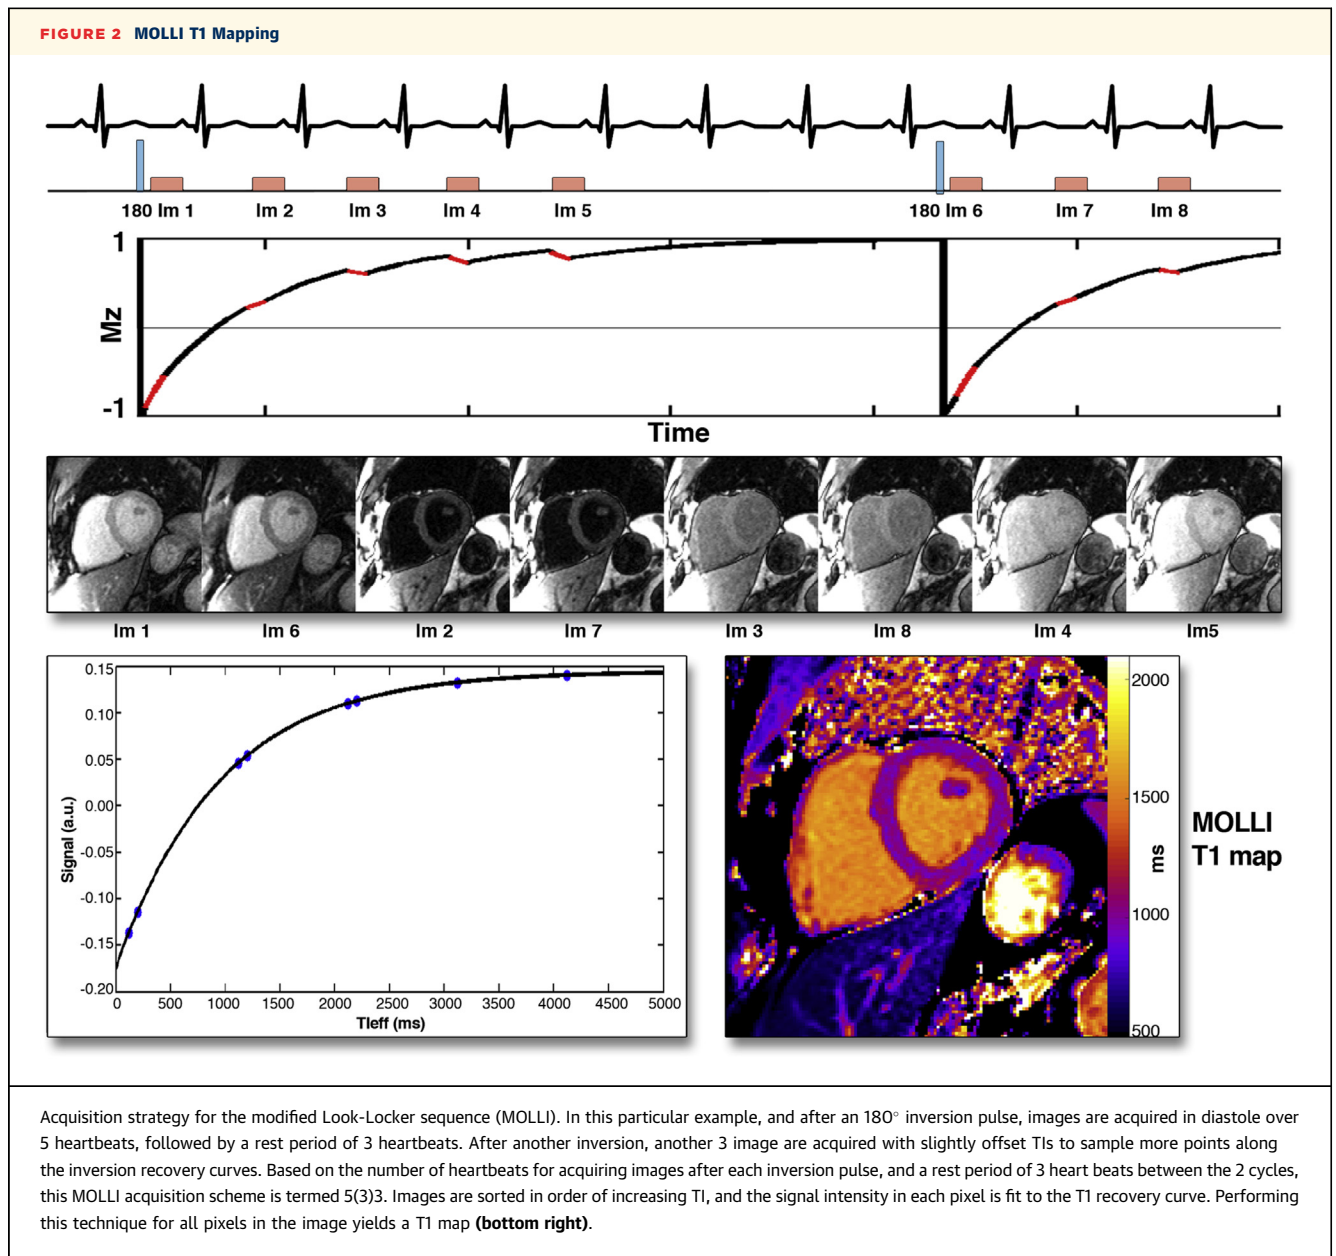 FIGURE 2 MOLLI T1 Mapping
180 Im 1 Im 2 Im 3 Im 4 Im 5 180 Im 6 Im 7 Im 8
1
Mz
-1
Time
Im 1 Im 6 Im 2 Im 7 Im 3 Im 8 Im 4 Im5
0.15
0.10
0.05
0.00
-0.05
-0.10
-0.15
-0.20
Signal (a.u.)
0 500 1000 1500 2000 2500 3000 3500 4000 4500 5000
TIeff (ms)
2000
1500
1000
500
ms
MOLLI
T1 map
Acquisition strategy for the modified Look-Locker sequence (MOLLI). In this particular example, and after an 180° inversion pulse, images are acquired in diastole over
5 heartbeats, followed by a rest period of 3 heartbeats. After another inversion, another 3 image are acquired with slightly offset TIs to sample more points along
the inversion recovery curves. Based on the number of heartbeats for acquiring images after each inversion pulse, and a rest period of 3 heart beats between the 2 cycles,
this MOLLI acquisition scheme is termed 5(3)3. Images are sorted in order of increasing TI, and the signal intensity in each pixel is fit to the T1 recovery curve. Performing
this technique for all pixels in the image yields a T1 map (bottom right).